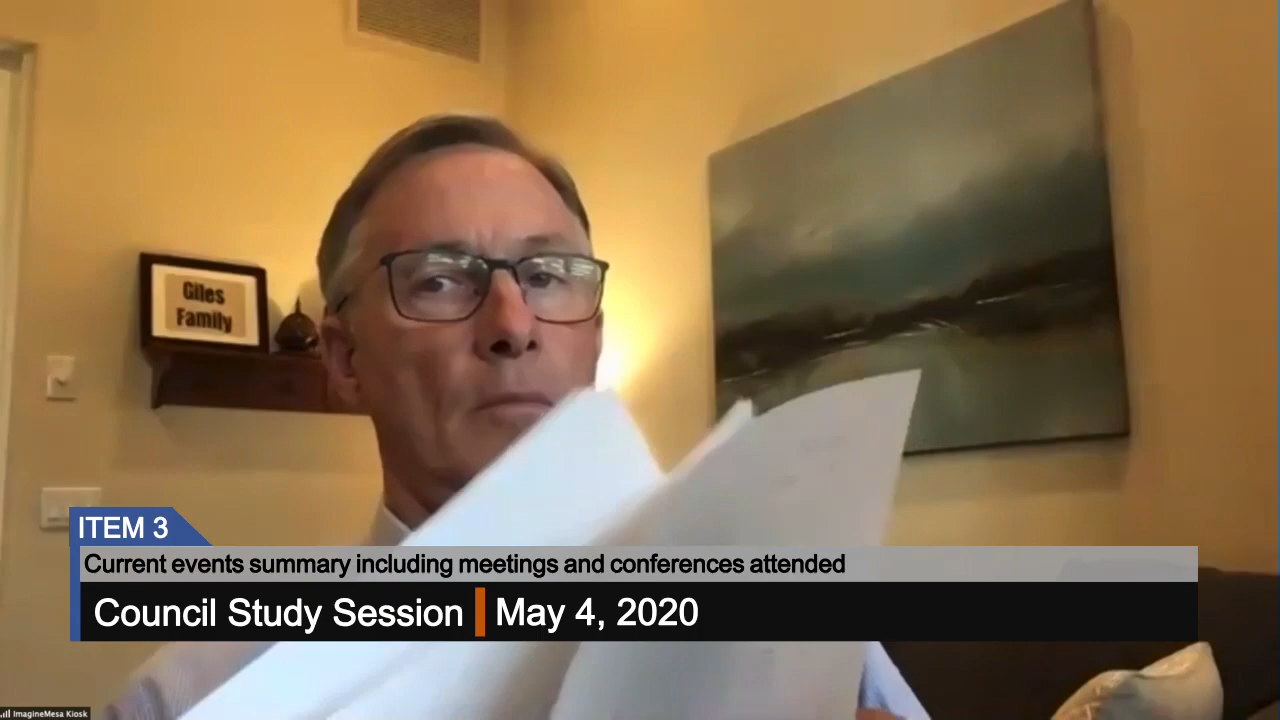 Giles
Family
ITEM 3
Current events summary including meetings and conferences attended
Council Study Session
May 4, 2020
ImagineMesa Kiosk